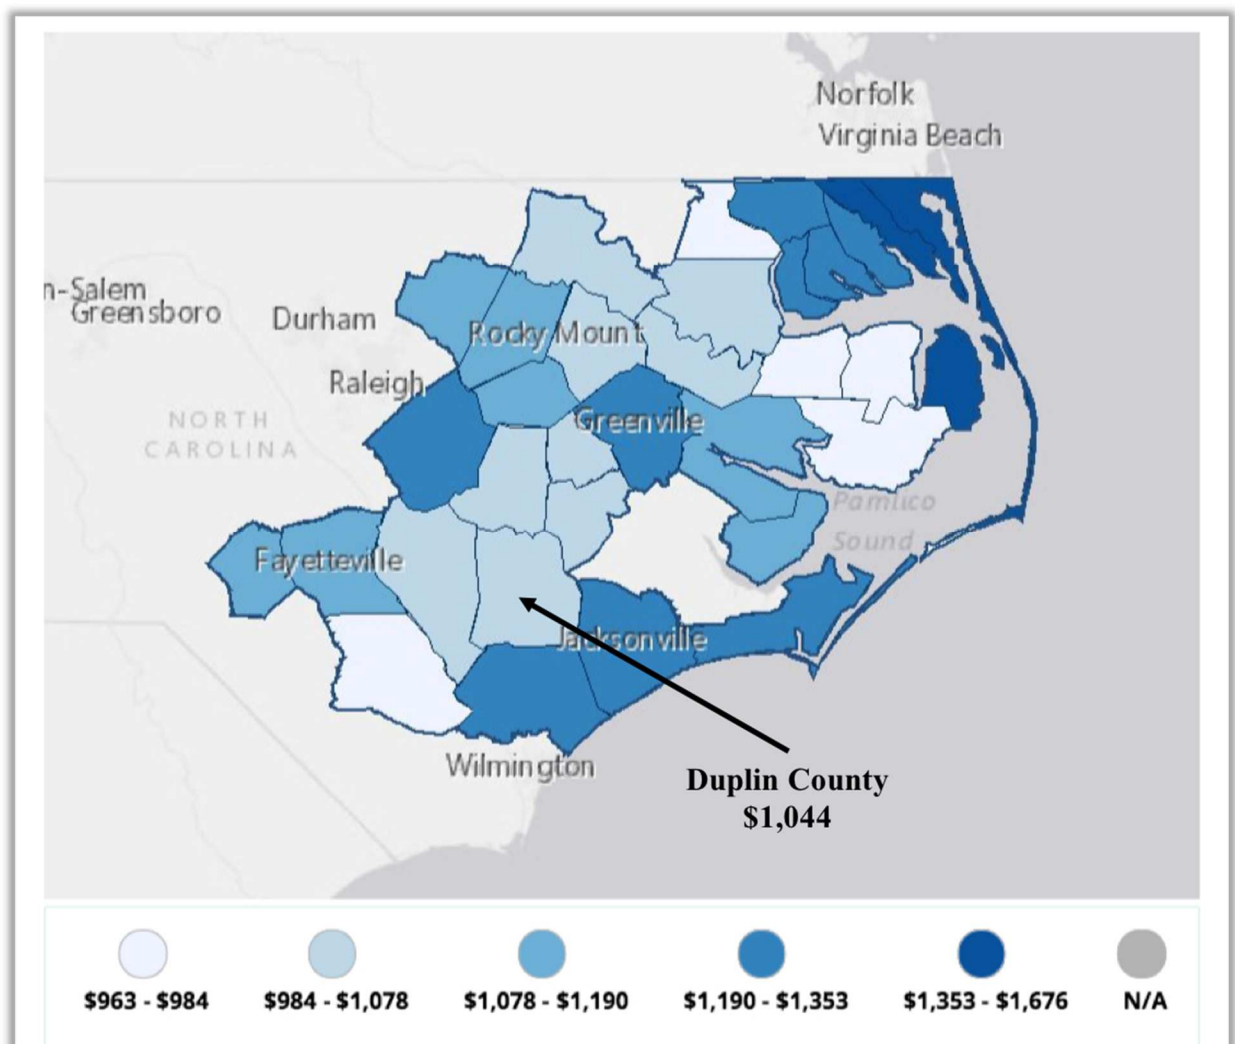 Norfolk
Virginia Beach
n-Salem
Greensboro
Durham
Rocky Mount
Raleigh
NORTH
CAROLINA
Greenville
Pamlico
Sound
Fayetteville
Jacksonville
Wilmington
Duplin County
$1,044
$963 - $984
$984 - $1,078
$1,078 - $1,190
$1,190 - $1,353
$1,353 - $1,676
N/A